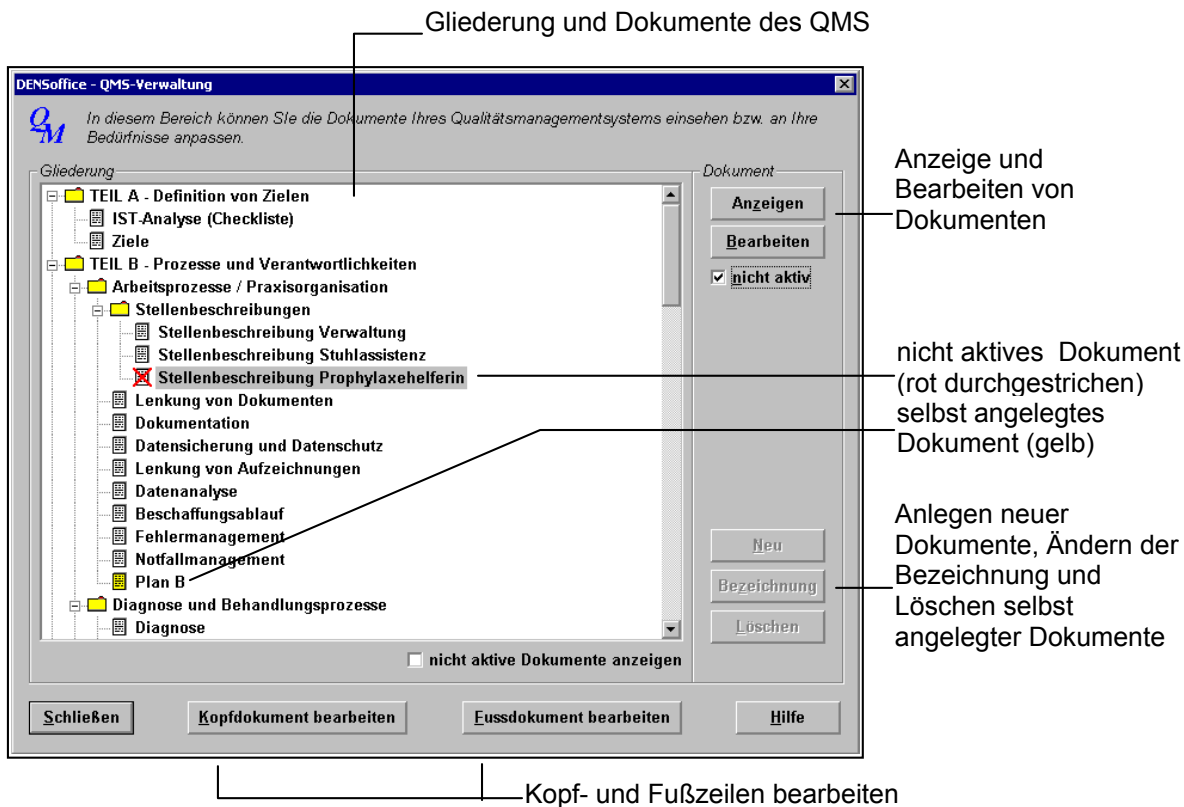 Gliederung und Dokumente des QMS
DENSoffice - QMS-Verwaltung
QM
In diesem Bereich können SIe die Dokumente Ihres Qualitätsmanagementsystems einsehen bzw. an Ihre
Bedürfnisse anpassen.
Gliederung
TEIL A - Definition von Zielen
IST-Analyse (Checkliste)
Ziele
TEIL B - Prozesse und Verantwortlichkeiten
Arbeitsprozesse / Praxisorganisation
Stellenbeschreibungen
Stellenbeschreibung Verwaltung
Stellenbeschreibung Stuhlassistenz
Stellenbeschreibung Prophylaxehelferin
Lenkung von Dokumenten
Dokumentation
Datensicherung und Datenschutz
Lenkung von Aufzeichnungen
Datenanalyse
Beschaffungsablauf
Fehlermanagement
Notfallmanagement
Plan B
Diagnose und Behandlungsprozesse
Diagnose
nicht aktive Dokumente anzeigen
Dokument
Anzeigen
Bearbeiten
nicht aktiv
Neu
Bezeichnung
Löschen
Schließen
Kopfdokument bearbeiten
Fussdokument bearbeiten
Hilfe
Anzeige und
Bearbeiten von
Dokumenten
nicht aktives Dokument
(rot durchgestrichen)
selbst angelegtes
Dokument (gelb)
Anlegen neuer
Dokumente, Ändern der
Bezeichnung und
Löschen selbst
angelegter Dokumente
Kopf- und Fußzeilen bearbeiten